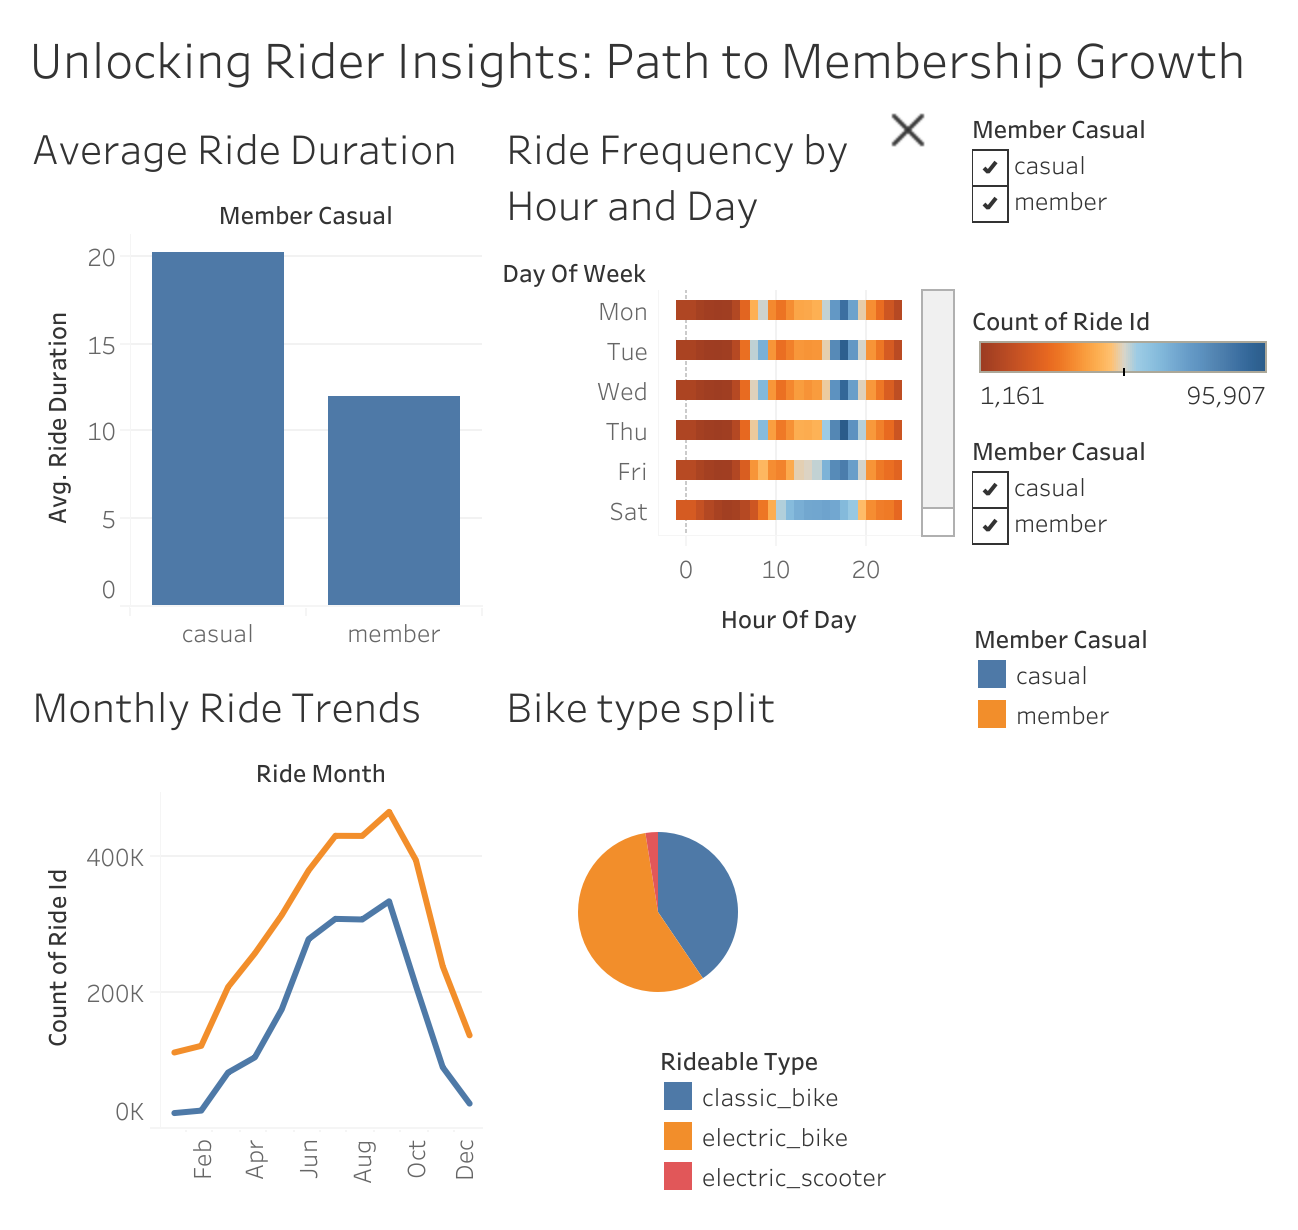 Unlocking Rider Insights: Path to Membership Growth
Average Ride Duration
Member Casual
Avg. Ride Duration
20
15
10
5
0
casual
member
Ride Frequency by
Hour and Day
Day Of Week
Mon
Tue
Wed
Thu
Fri
Sat
0
10
20
Hour Of Day
Member Casual
casual
member
Count of Ride Id
1,161
95,907
Member Casual
casual
member
Member Casual
casual
member
Monthly Ride Trends
Ride Month
Count of Ride Id
400K
200K
0K
Feb
Apr
Jun
Aug
Oct
Dec
Bike type split
Rideable Type
classic_bike
electric_bike
electric_scooter